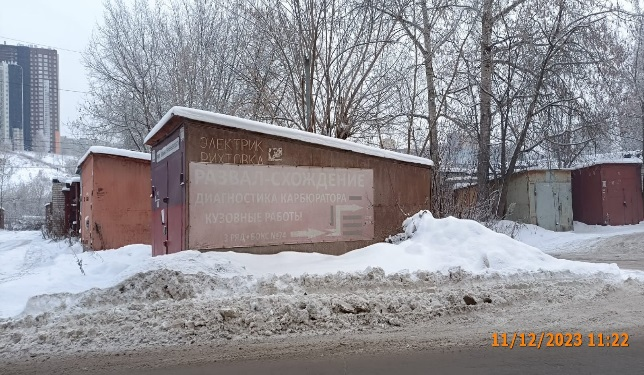 ЭЛЕКТРИК
РИХТОВКА
РАЗВАЛ-СХОЖДЕНИЕ
ДИАГНОСТИКА КАРБЮРАТОРА
КУЗОВНЫЕ РАБОТЫ
11/12/2023 11:22